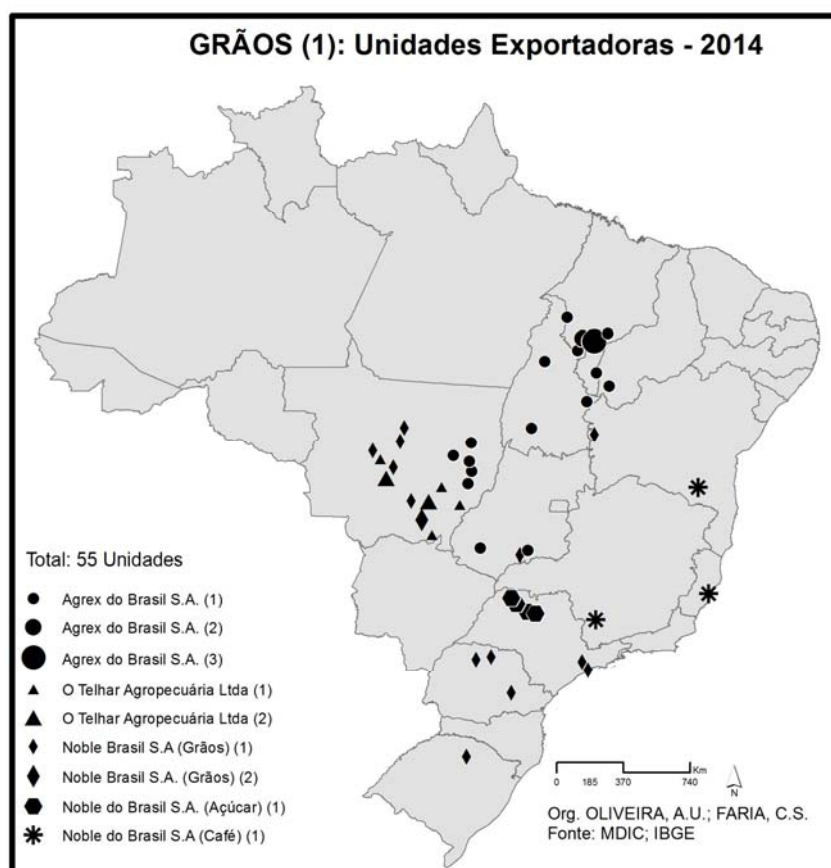 GRÃOS (1): Unidades Exportadoras - 2014
Total: 55 Unidades
Agrex do Brasil S.A. (1)
Agrex do Brasil S.A. (2)
Agrex do Brasil S.A. (3)
O Telhar Agropecuária Ltda (1)
O Telhar Agropecuária Ltda (2)
Noble Brasil S.A (Grãos) (1)
Noble Brasil S.A. (Grãos) (2)
Noble do Brasil S.A. (Açúcar) (1)
Noble do Brasil S.A (Café) (1)
Km
0 185 370 740
N
Org. OLIVEIRA, A.U.; FARIA, C.S.
Fonte: MDIC; IBGE